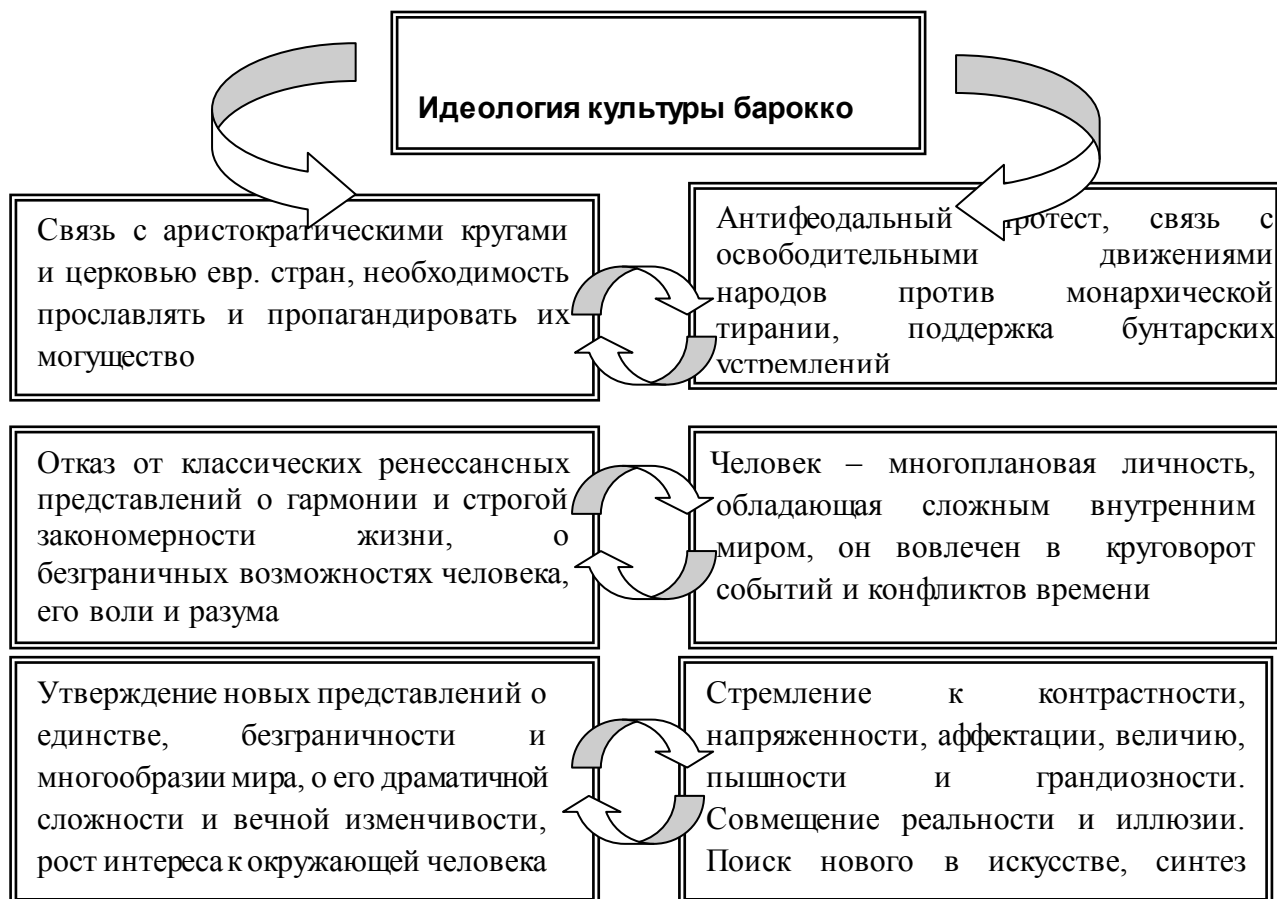 Идеология культуры барокко
Связь с аристократическими кругами
и церковью евр. стран, необходимость
прославлять и пропагандировать их
могущество
Антифеодальный протест, связь с
освободительными движениями
народов против монархической
тирании, поддержка бунтарских
устремлений
Отказ от классических ренессансных
представлений о гармонии и строгой
закономерности жизни, о
безграничных возможностях человека,
его воли и разума
Человек – многоплановая личность,
обладающая сложным внутренним
миром, он вовлечен в круговорот
событий и конфликтов времени
Утверждение новых представлений о
единстве, безграничности и
многообразии мира, о его драматичной
сложности и вечной изменчивости,
рост интереса к окружающей человека
Стремление к контрастности,
напряженности, аффектации, величию,
пышности и грандиозности.
Совмещение реальности и иллюзии.
Поиск нового в искусстве, синтез